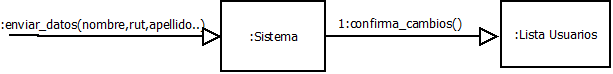 :enviar_datos(nombre,rut,apellido..)
:Sistema
1:confirma_cambios()
:Lista Usuarios